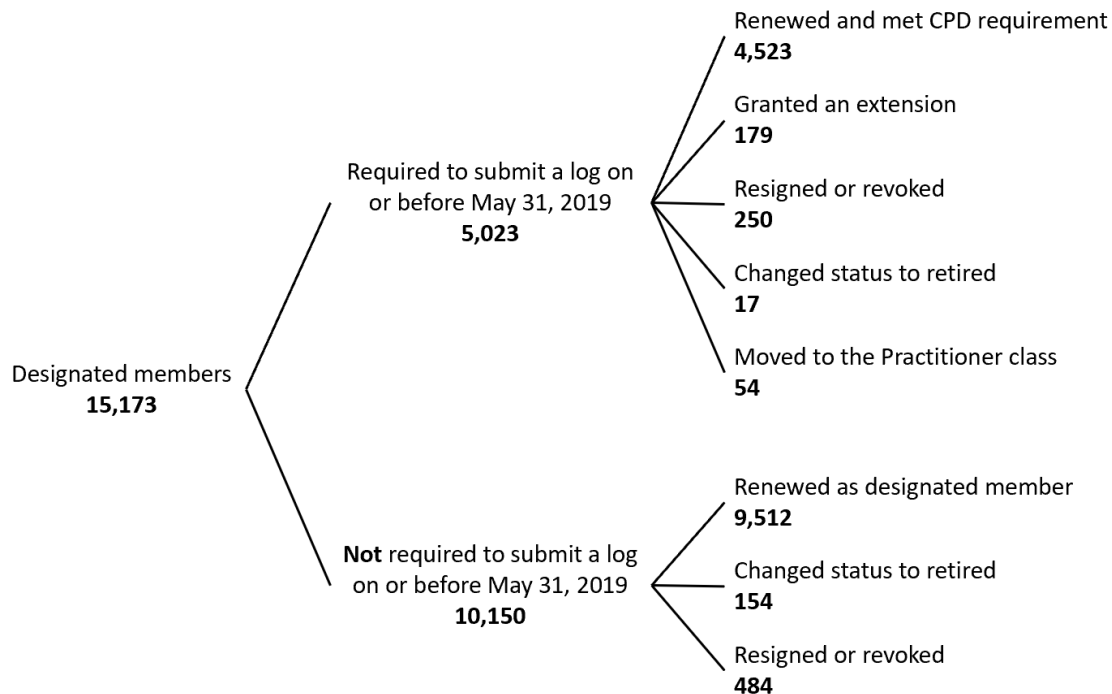 Designated members
15,173
Required to submit a log on
or before May 31, 2019
5,023
Renewed and met CPD requirement
4,523
Granted an extension
179
Resigned or revoked
250
Changed status to retired
17
Moved to the Practitioner class
54
Not required to submit a log
on or before May 31, 2019
10,150
Renewed as designated member
9,512
Changed status to retired
154
Resigned or revoked
484